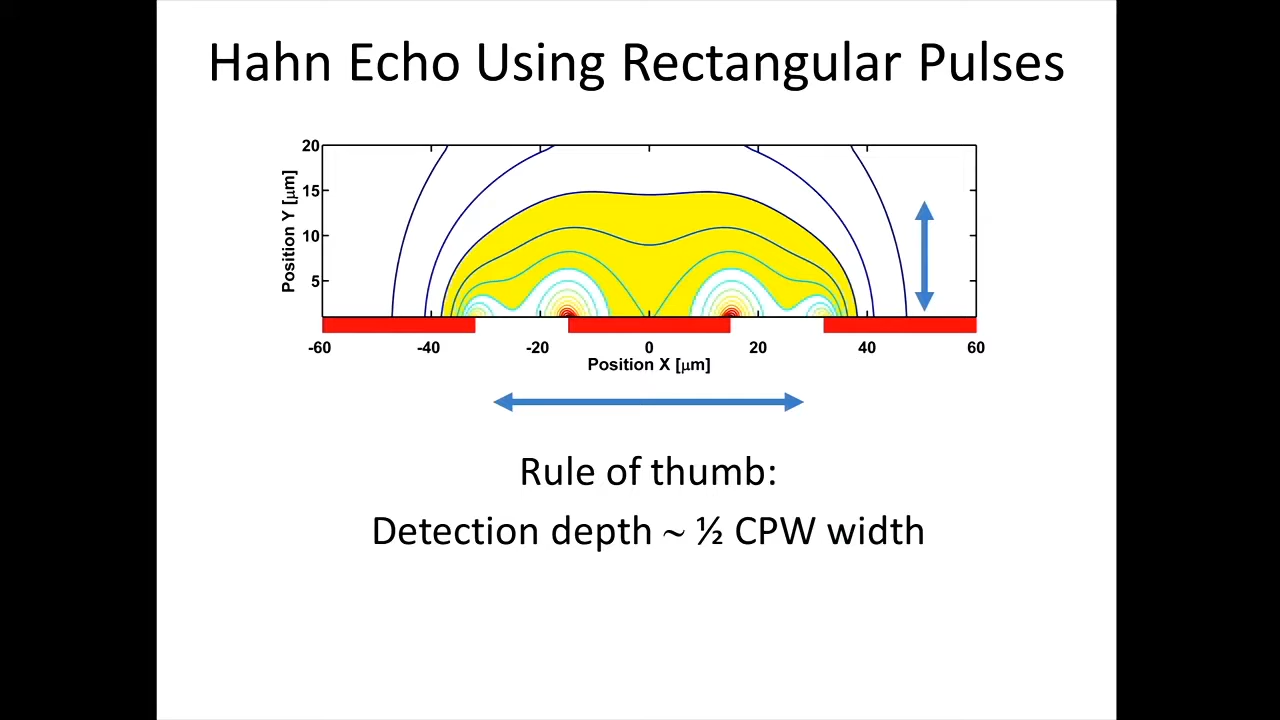 Hahn Echo Using Rectangular Pulses
20
15
10
5
Position Y [μm]
-60 -40 -20 0 20 40 60
Position X [μm]
Rule of thumb:
Detection depth ~ ½ CPW width